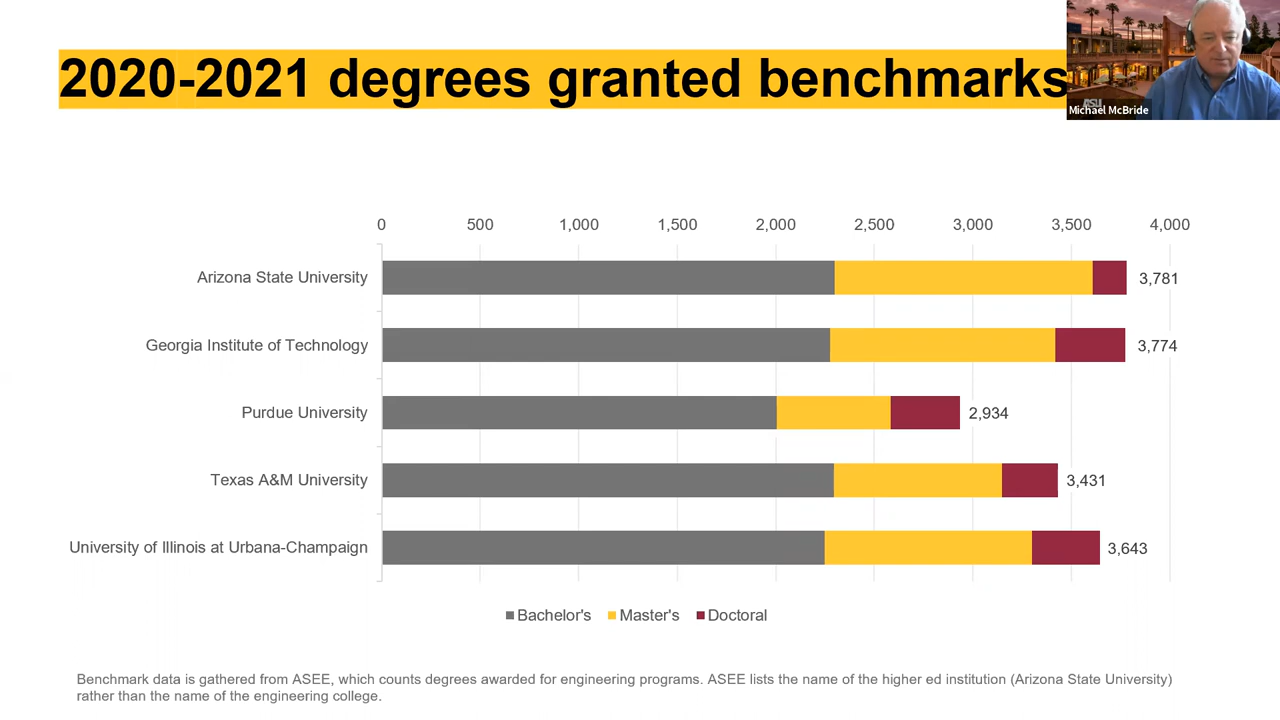 2020-2021 degrees granted benchmarks
ASU
Michael McBride
0 500 1,000 1,500 2,000 2,500 3,000 3,500 4,000
Arizona State University 3,781
Georgia Institute of Technology 3,774
Purdue University 2,934
Texas A&M University 3,431
University of Illinois at Urbana-Champaign 3,643
Bachelor's Master's Doctoral
Benchmark data is gathered from ASEE, which counts degrees awarded for engineering programs. ASEE lists the name of the higher ed institution (Arizona State University)
rather than the name of the engineering college.